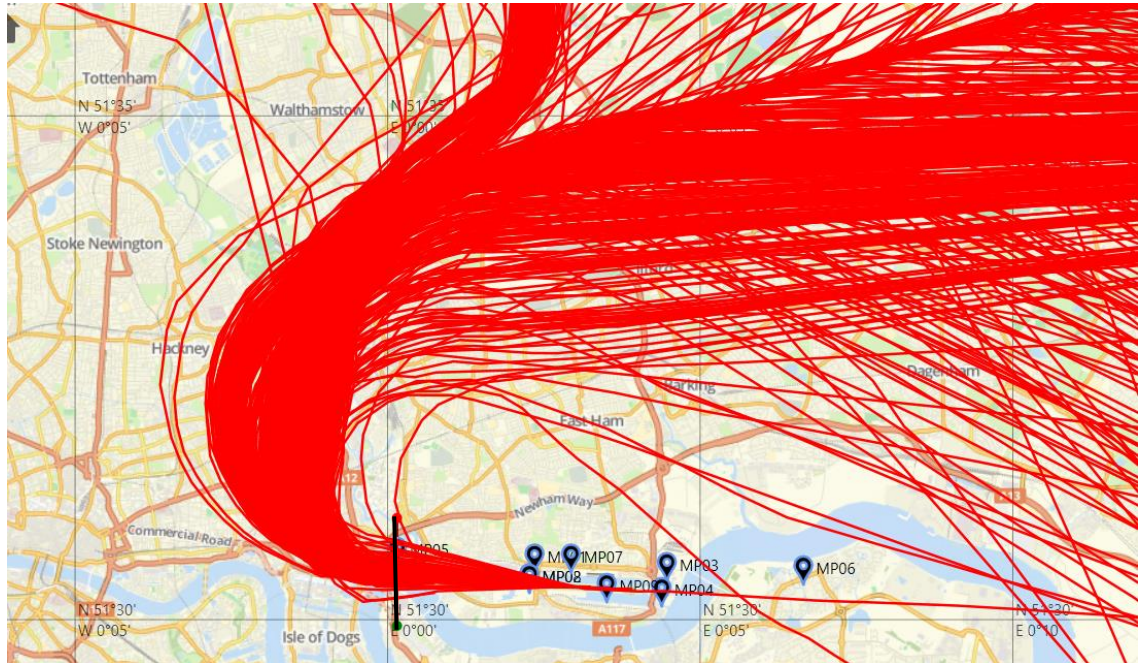 Tottenham
N 51°35'
W 0°05'
Walthamstow
N 51°35'
E 0°00'
Stoke Newington
Hackney
Dagenham
Barking
East Ham
A12
Newham Way
Commercial Road
MP05
MP07
MP03
MP08
MP09
MP04
MP06
N 51°30'
W 0°05'
Isle of Dogs
N 51°30'
E 0°00'
A117
N 51°30'
E 0°05'
N 51°30'
E 0°10'